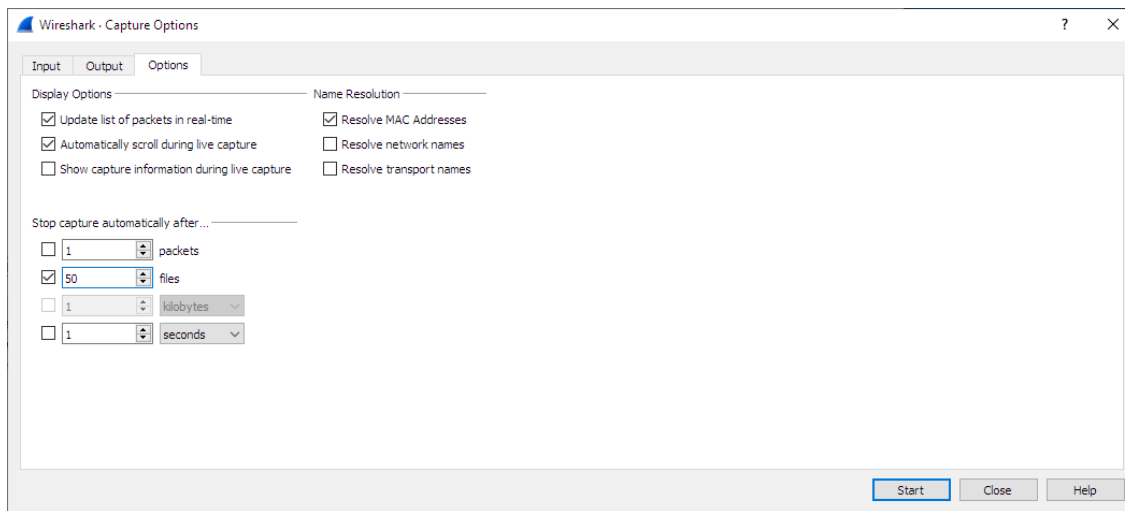 Wireshark · Capture Options
? ×
Input Output Options
Display Options Name Resolution
Update list of packets in real-time Resolve MAC Addresses
Automatically scroll during live capture Resolve network names
Show capture information during live capture Resolve transport names
Stop capture automatically after...
1 packets
50 files
1 kilobytes
1 seconds
Start Close Help